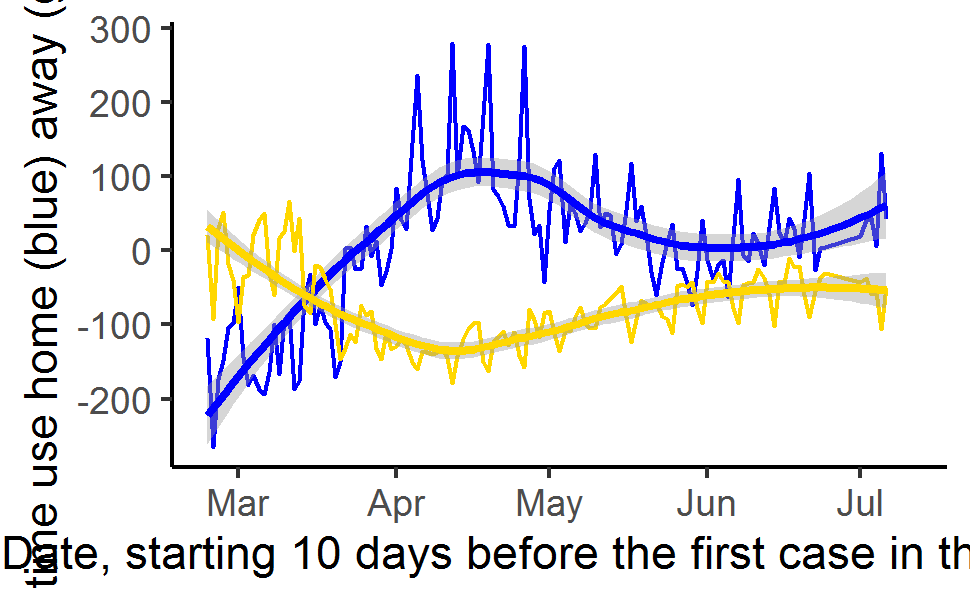 time use home (blue) away (g
300
200
100
0
-100
-200
Mar Apr May Jun Jul
Date, starting 10 days before the first case in th